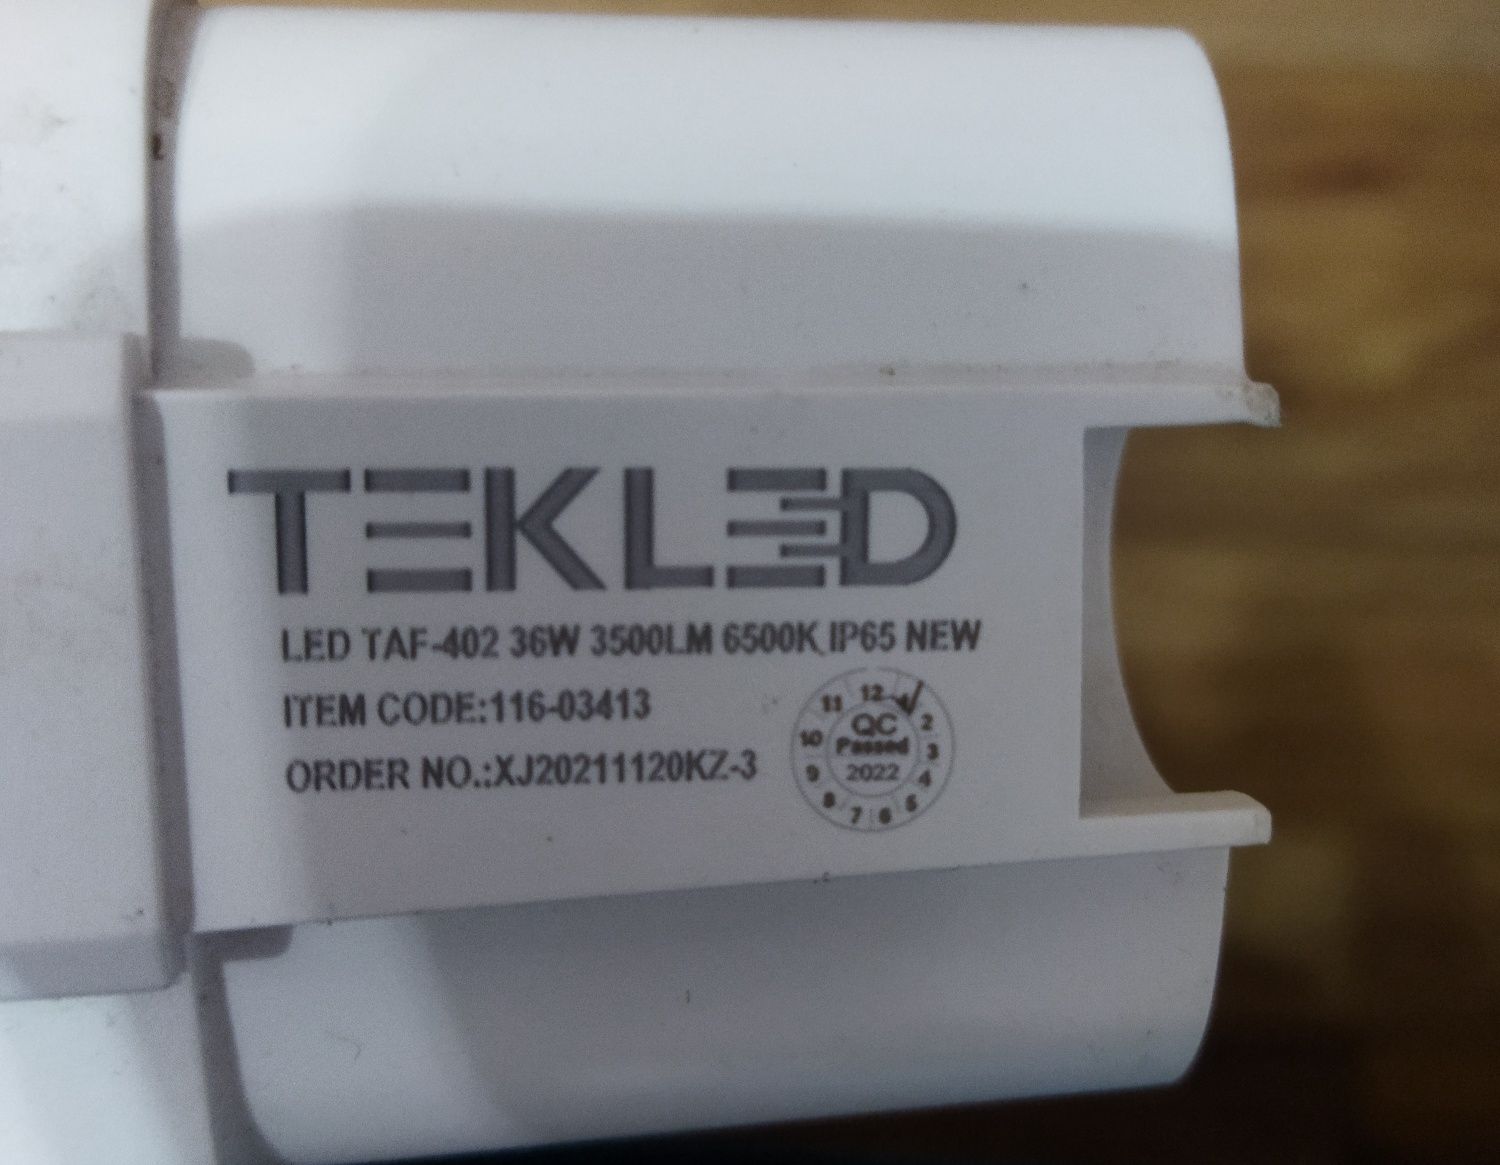 TEKLED
LED TAF-402 36W 3500LM 6500K IP65 NEW
ITEM CODE:116-03413
ORDER NO.:XJ20211120KZ-3
12
1
2
3
4
5
6
7
8
9
10
11
QC
Passed
2022